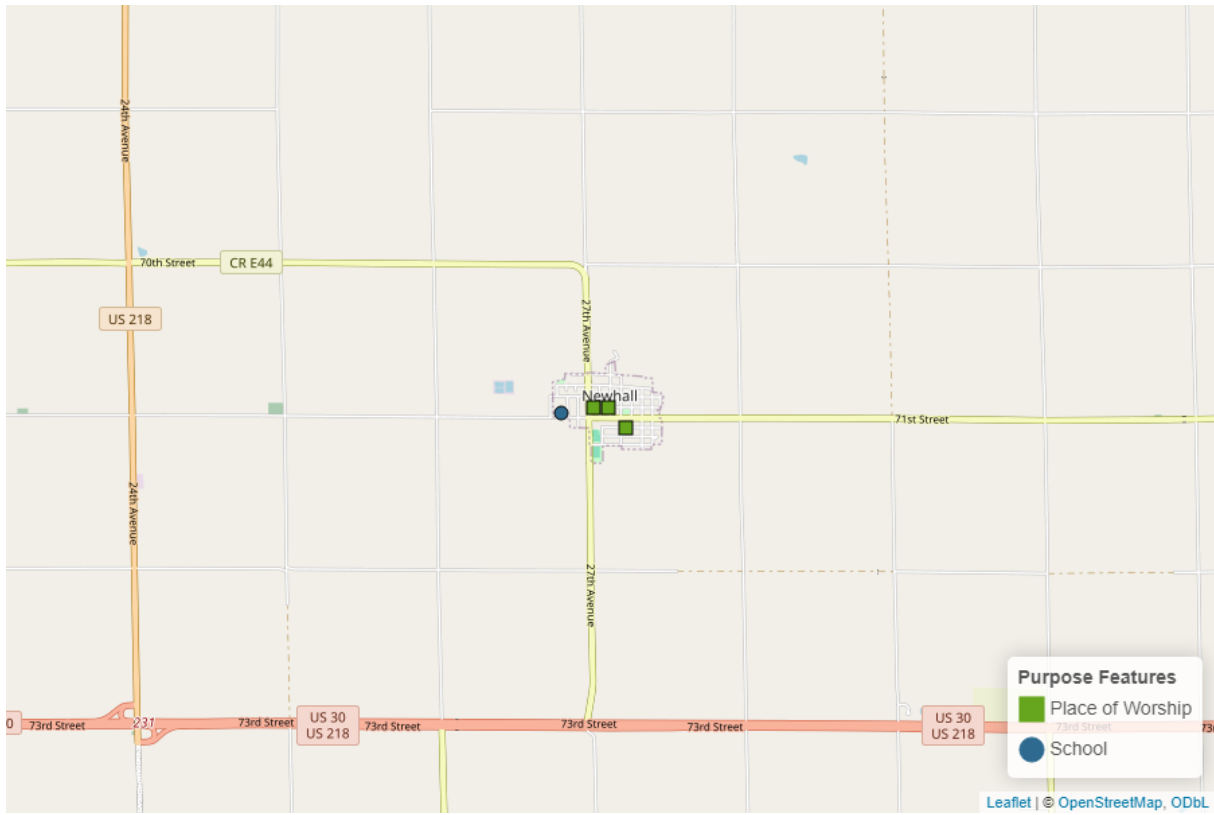 24th Avenue
70th Street
CR E44
US 218
27th Avenue
Newhall
71st Street
24th Avenue
27th Avenue
0
73rd Street
231
73rd Street
US 30
US 218
73rd Street
73rd Street
73rd Street
US 30
US 218
73rd Street
73
Purpose Features
Place of Worship
School
Leaflet | © OpenStreetMap, ODbL